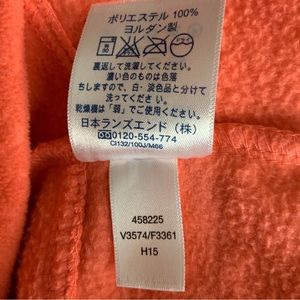 ポリエステル 100%
ヨルダン製
裏返して洗濯してください。
濃い色のものは色落
ちしますので、白・淡色品と分けて
洗ってください。
乾燥機は「弱」でご使用ください。
日本ランズエンド(株)
0120-554-774
CI132/100J/M66
458225
V3574/F3361
H15